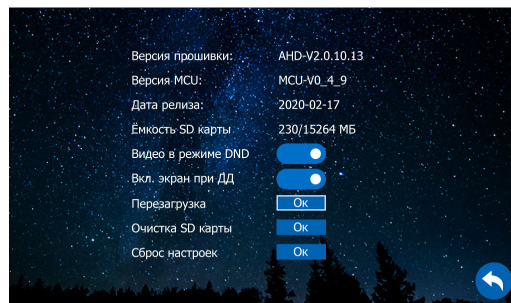 Версия прошивки: AHD-V2.0.10.13
Версия MCU: MCU-V0_4_9
Дата релиза: 2020-02-17
Ёмкость SD карты 230/15264 МБ
Видео в режиме DND
Вкл. экран при ДД
Перезагрузка Ок
Очистка SD карты Ок
Сброс настроек Ок